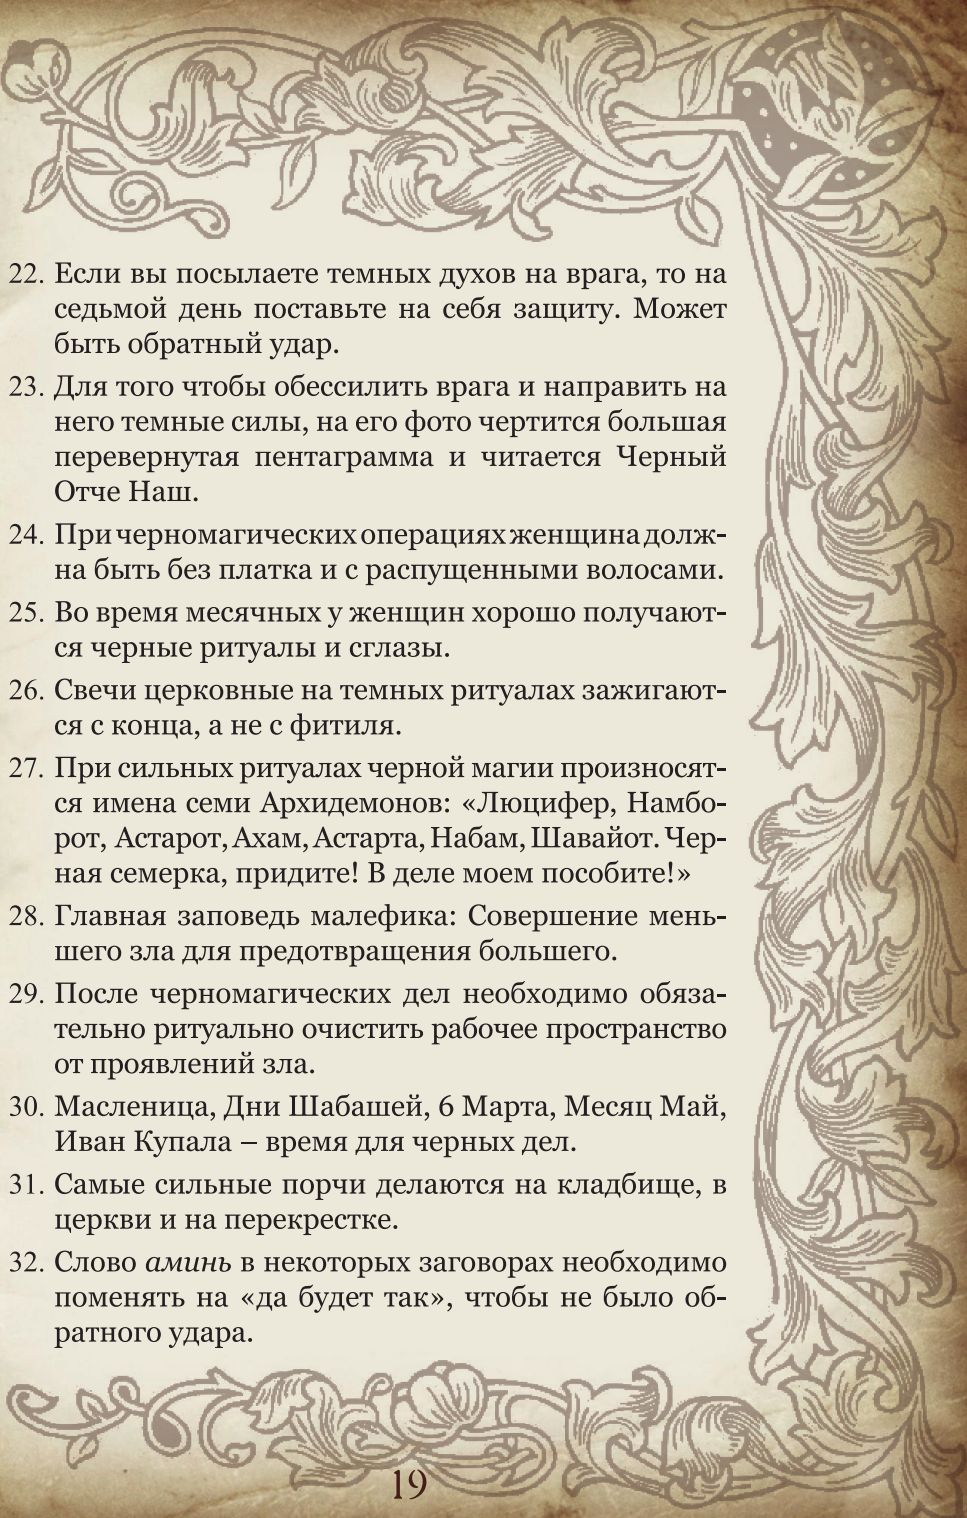 22. Если вы посылаете темных духов на врага, то на
седьмой день поставьте на себя защиту. Может
быть обратный удар.
23. Для того чтобы обессилить врага и направить на
него темные силы, на его фото чертится большая
перевернутая пентаграмма и читается Черный
Отче Наш.
24. При черномагических операциях женщина долж-
на быть без платка и с распущенными волосами.
25. Во время месячных у женщин хорошо получают-
ся черные ритуалы и сглазы.
26. Свечи церковные на темных ритуалах зажигают-
ся с конца, а не с фитиля.
27. При сильных ритуалах черной магии произносят-
ся имена семи Архидемонов: «Люцифер, Намбо-
рот, Астарот, Ахам, Астарта, Набам, Шавайот. Чер-
ная семерка, придите! В деле моем пособите!»
28. Главная заповедь малефика: Совершение мень-
шего зла для предотвращения большего.
29. После черномагических дел необходимо обяза-
тельно ритуально очистить рабочее пространство
от проявлений зла.
30. Масленица, Дни Шабашей, 6 Марта, Месяц Май,
Иван Купала – время для черных дел.
31. Самые сильные порчи делаются на кладбище, в
церкви и на перекрестке.
32. Слово аминь в некоторых заговорах необходимо
поменять на «да будет так», чтобы не было об-
ратного удара.
19